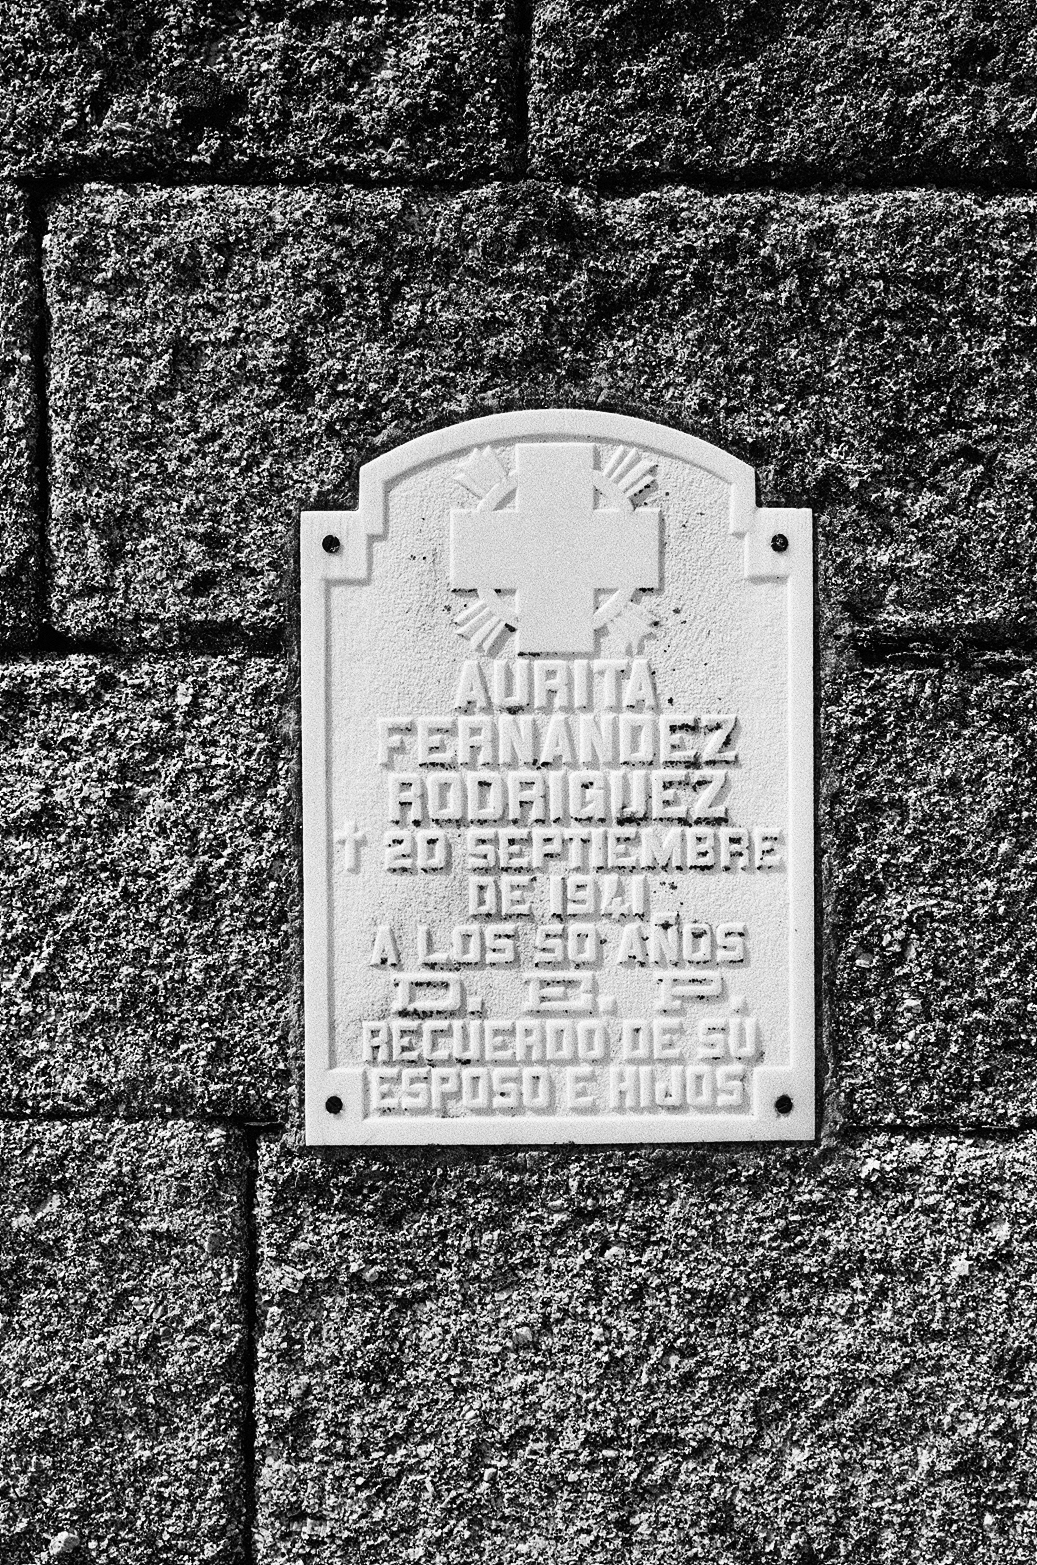 AURITA
FERNANDEZ
RODRIGUEZ
† 20 SEPTIEMBRE
DE 1941
A LOS 50 AÑOS
D. E. P.
RECUERDO DE SU
ESPOSO E HIJOS